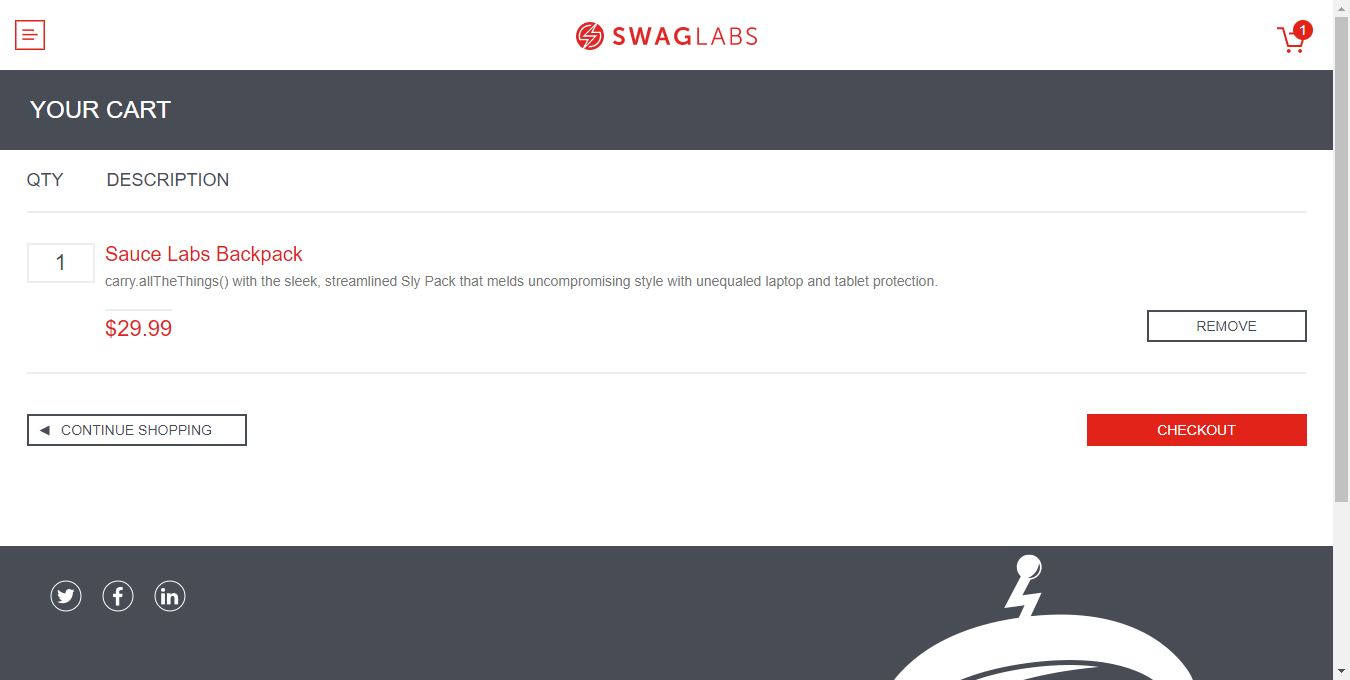 SWAGLABS
1
YOUR CART
QTY DESCRIPTION
1
Sauce Labs Backpack
carry.allTheThings() with the sleek, streamlined Sly Pack that melds uncompromising style with unequaled laptop and tablet protection.
$29.99
REMOVE
CONTINUE SHOPPING
CHECKOUT